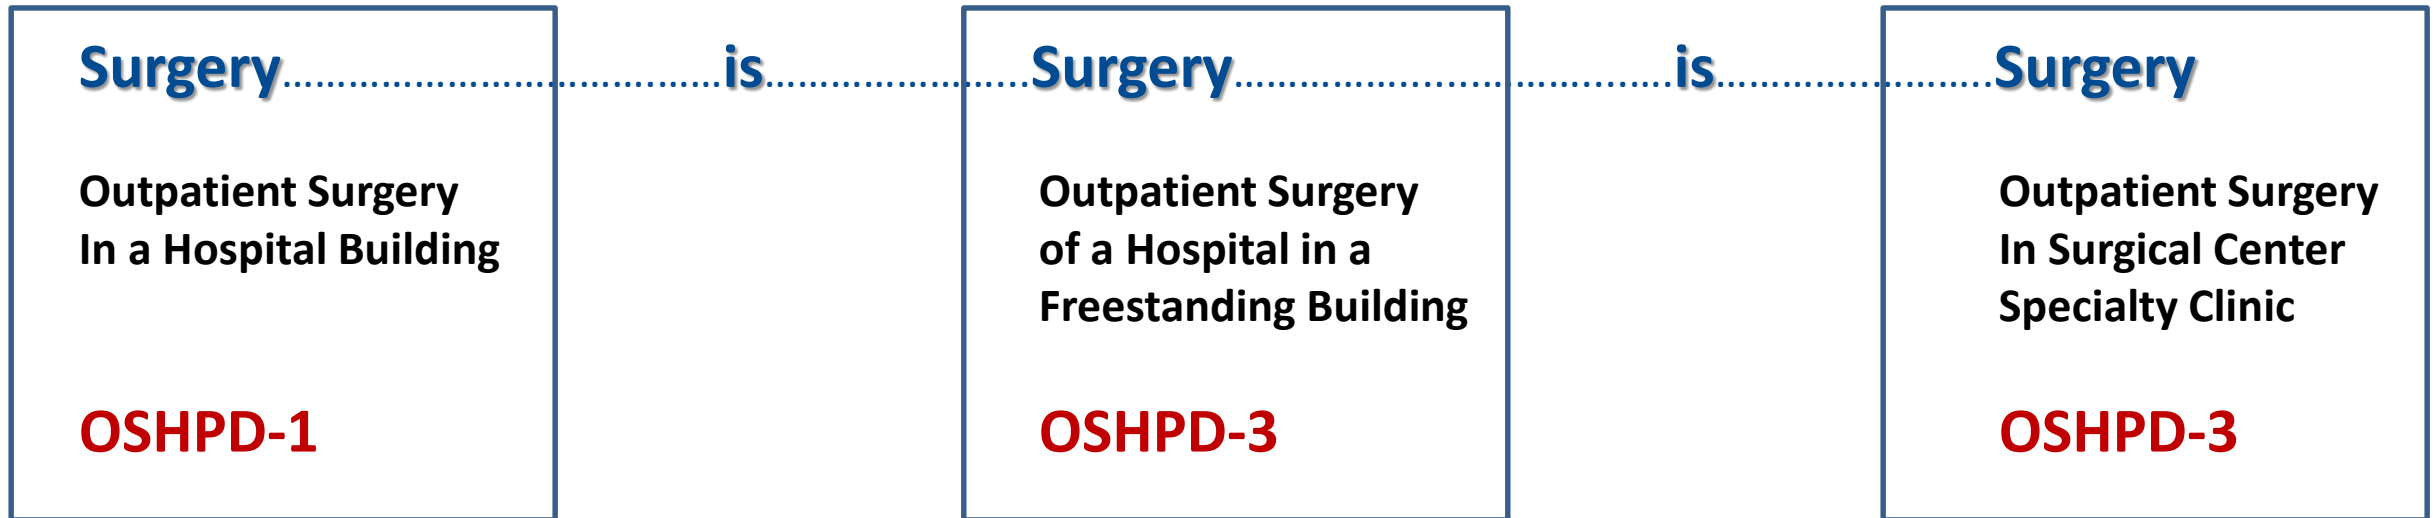 Surgery……………………………………is……………………Surgery…………………………………is……………………Surgery
Outpatient Surgery
In a Hospital Building
OSHPD-1
Outpatient Surgery
of a Hospital in a
Freestanding Building
OSHPD-3
Outpatient Surgery
In Surgical Center
Specialty Clinic
OSHPD-3